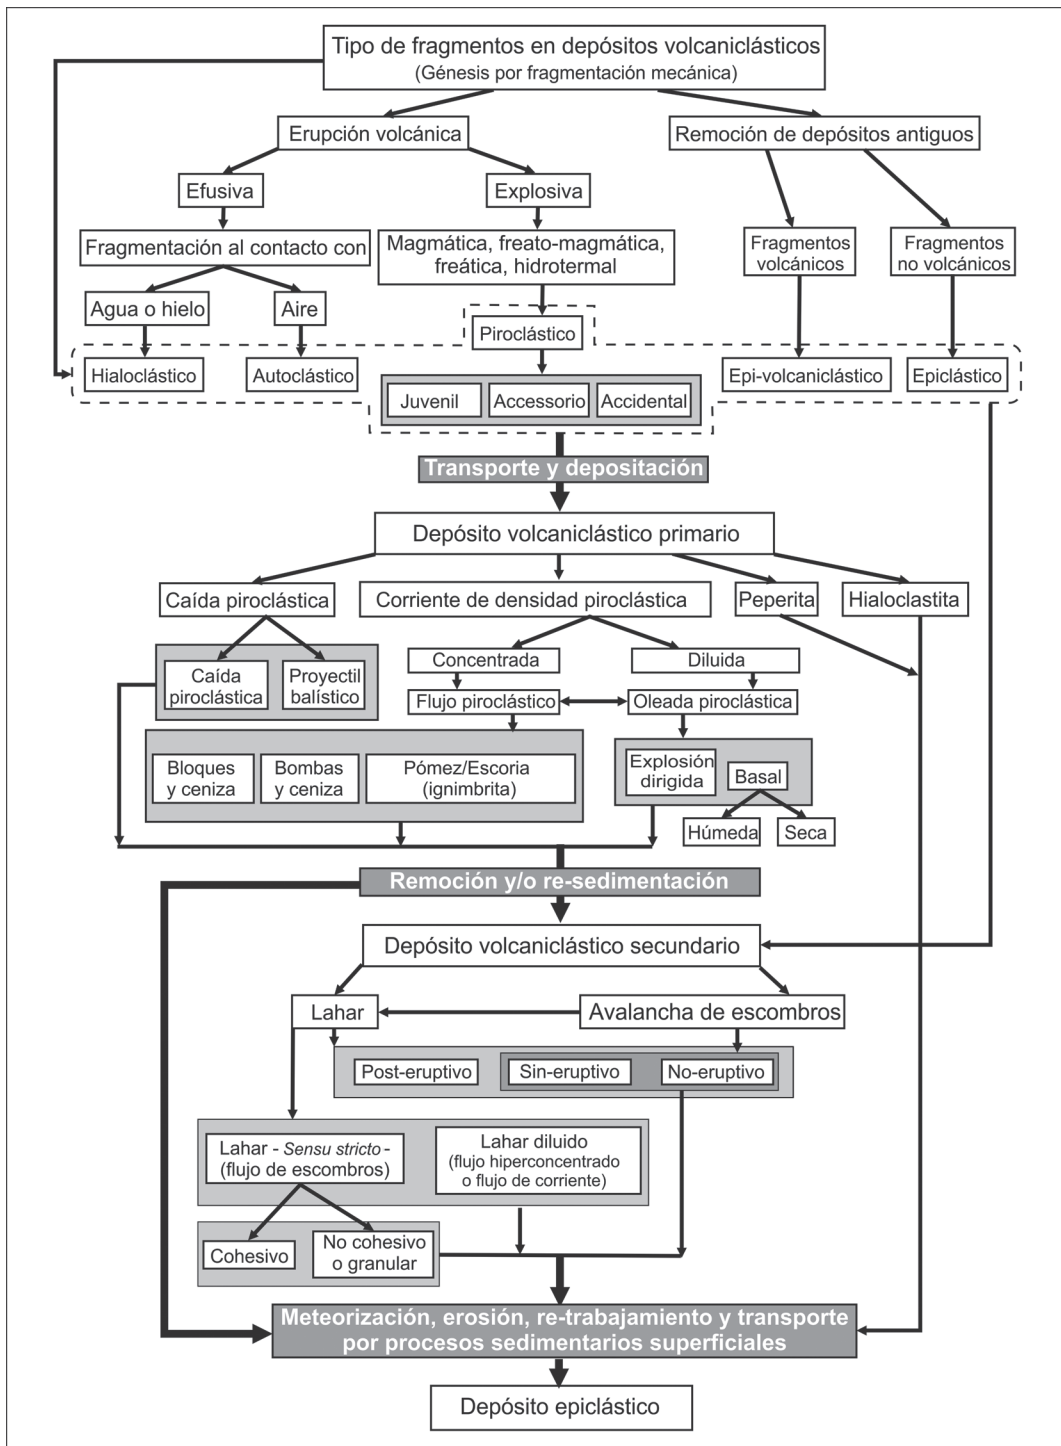 Tipo de fragmentos en depósitos volcaniclásticos
(Génesis por fragmentación mecánica)
Erupción volcánica
Remoción de depósitos antiguos
Efusiva
Explosiva
Fragmentación al contacto con
Magmática, freato-magmática,
freática, hidrotermal
Fragmentos
volcánicos
Fragmentos
no volcánicos
Agua o hielo
Aire
Piroclástico
Hialoclástico
Autoclástico
Epi-volcaniclástico
Epiclástico
Juvenil
Accessorio
Accidental
Transporte y depositación
Depósito volcaniclástico primario
Caída piroclástica
Corriente de densidad piroclástica
Peperita
Hialoclastita
Concentrada
Diluida
Caída
piroclástica
Proyectil
balístico
Flujo piroclástico
Oleada piroclástica
Bloques
y ceniza
Bombas
y ceniza
Pómez/Escoria
(ignimbrita)
Explosión
dirigida
Basal
Húmeda
Seca
Remoción y/o re-sedimentación
Depósito volcaniclástico secundario
Lahar
Avalancha de escombros
Post-eruptivo
Sin-eruptivo
No-eruptivo
Lahar - Sensu stricto -
(flujo de escombros)
Lahar diluido
(flujo hiperconcentrado
o flujo de corriente)
Cohesivo
No cohesivo
o granular
Meteorización, erosión, re-trabajamiento y transporte
por procesos sedimentarios superficiales
Depósito epiclástico